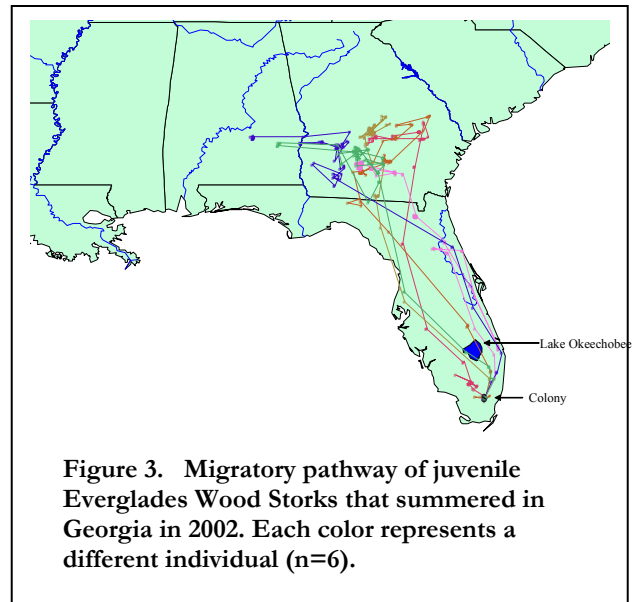 Lake Okeechobee
Colony
Figure 3. Migratory pathway of juvenile
Everglades Wood Storks that summered in
Georgia in 2002. Each color represents a
different individual (n=6).